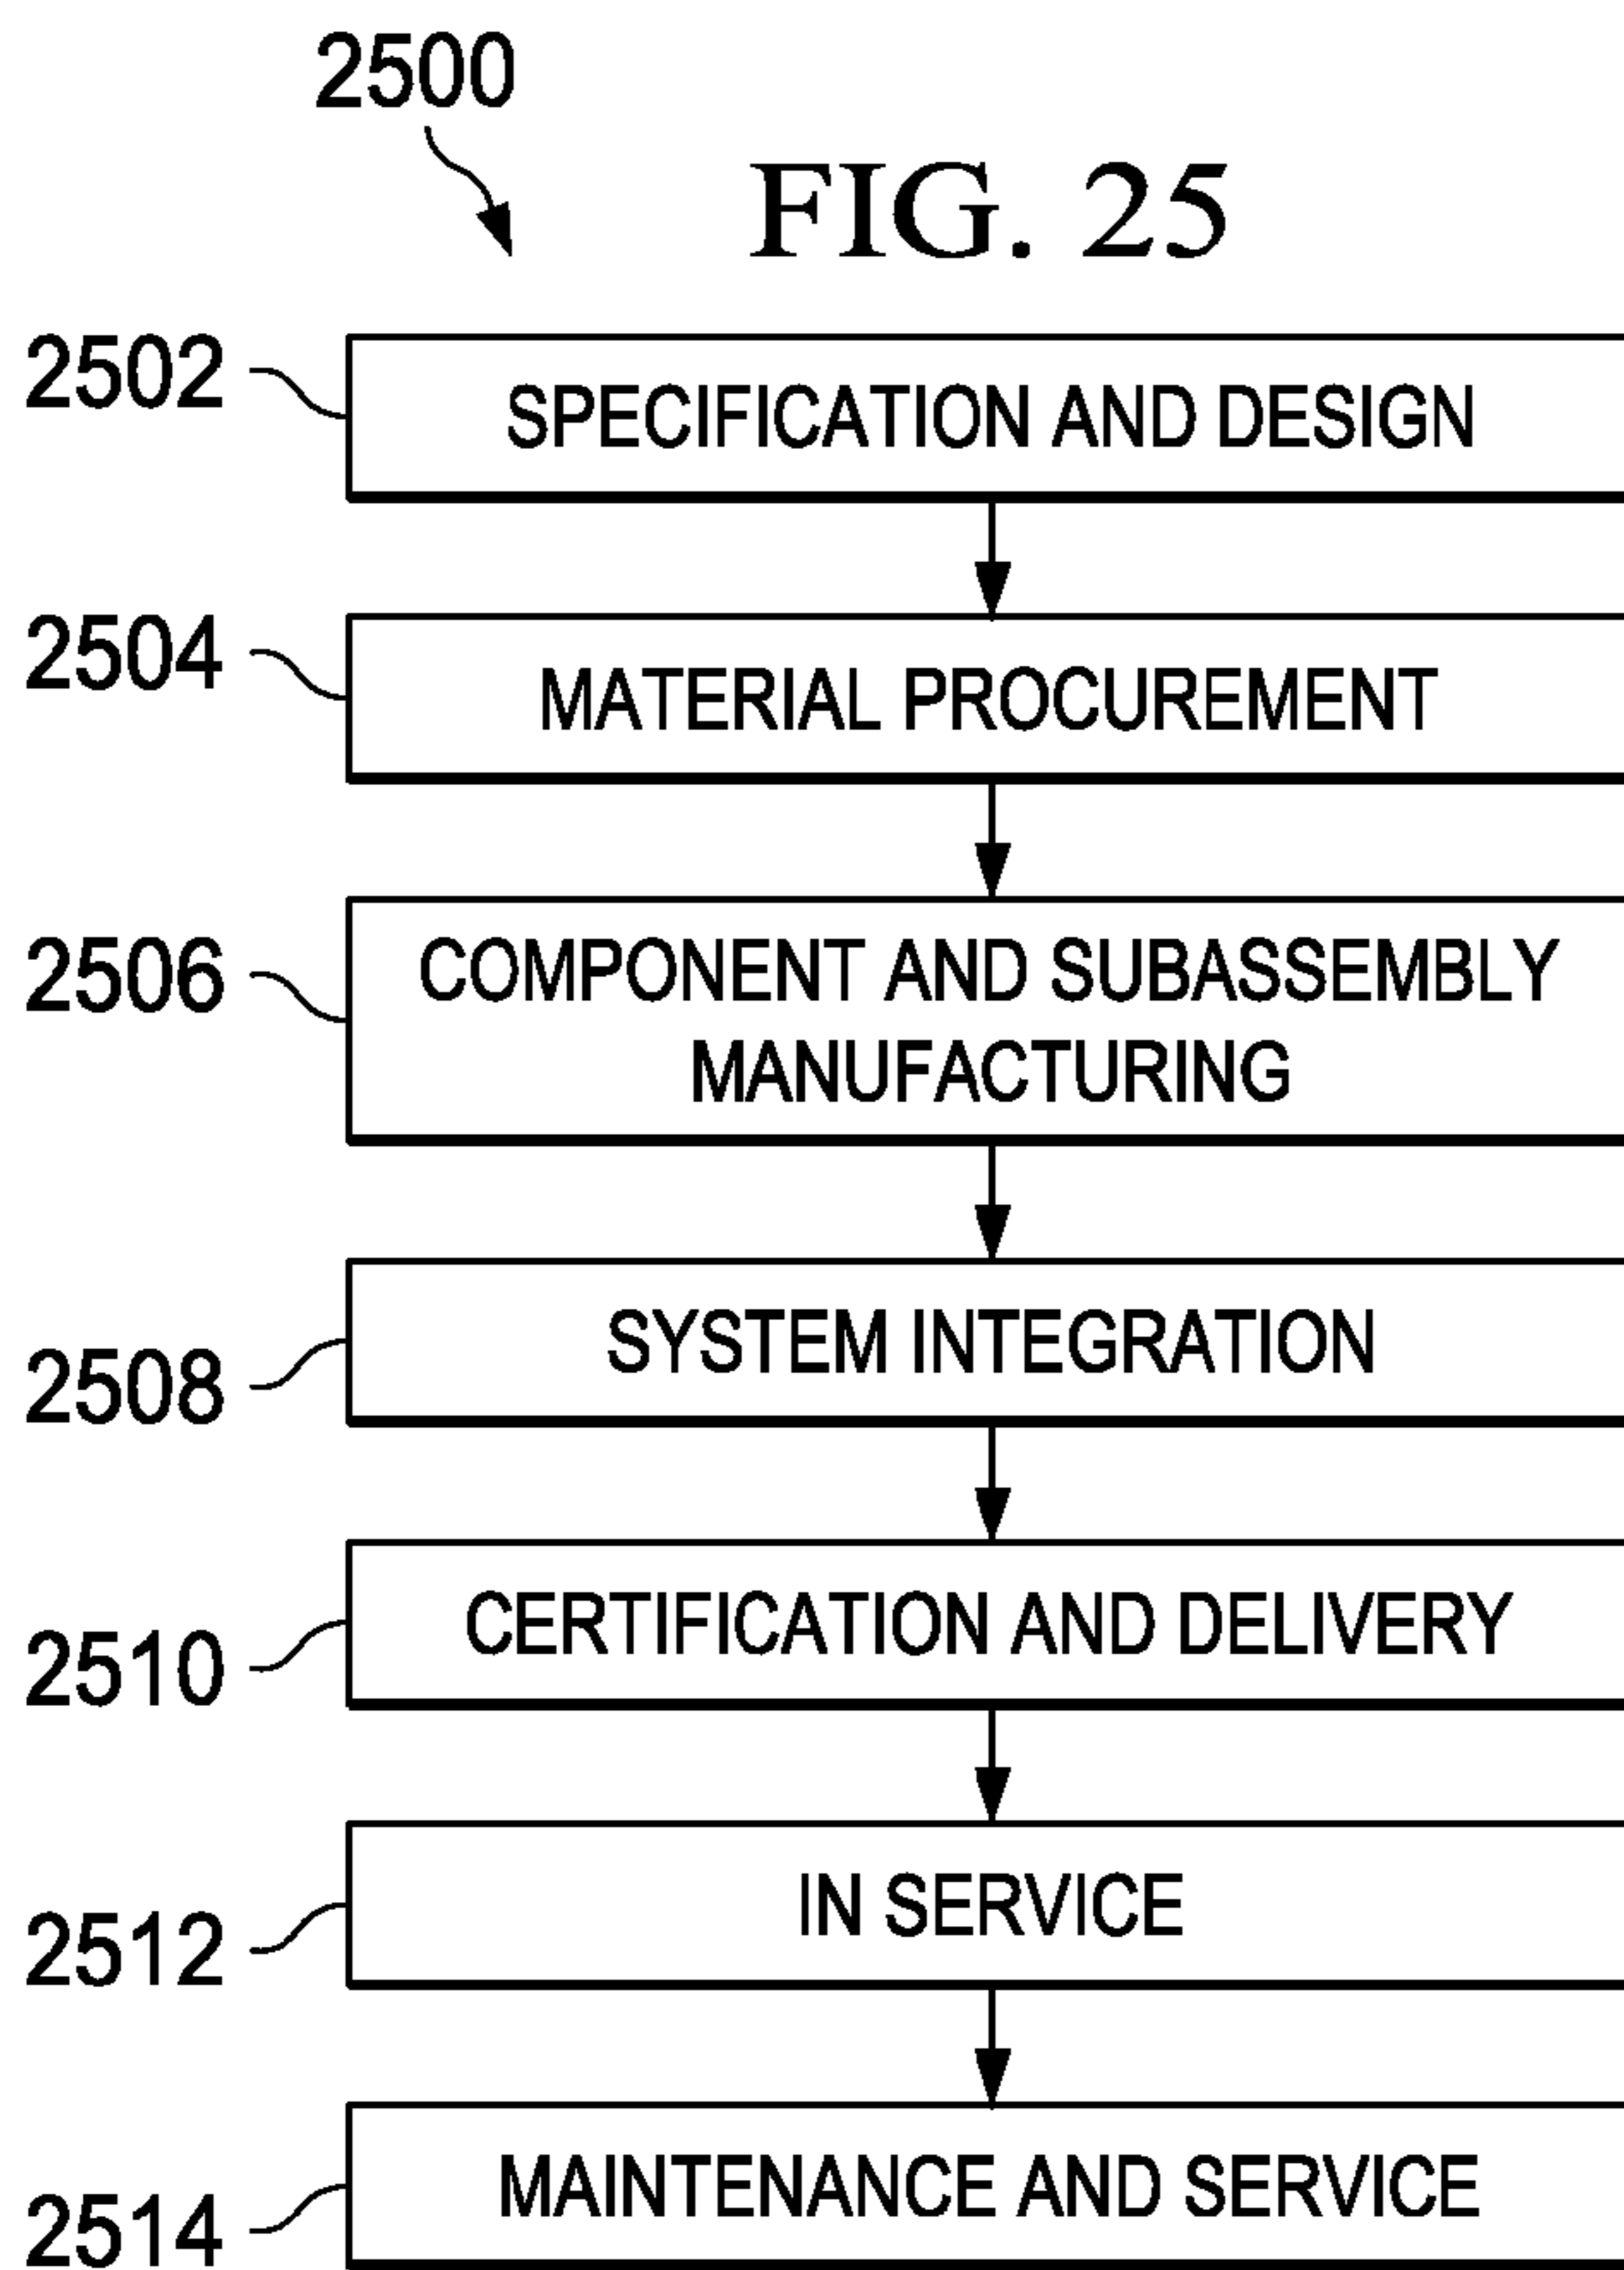 2500
FIG. 25
2502
SPECIFICATION AND DESIGN
2504
MATERIAL PROCUREMENT
2506
COMPONENT AND SUBASSEMBLY
MANUFACTURING
2508
SYSTEM INTEGRATION
2510
CERTIFICATION AND DELIVERY
2512
IN SERVICE
2514
MAINTENANCE AND SERVICE